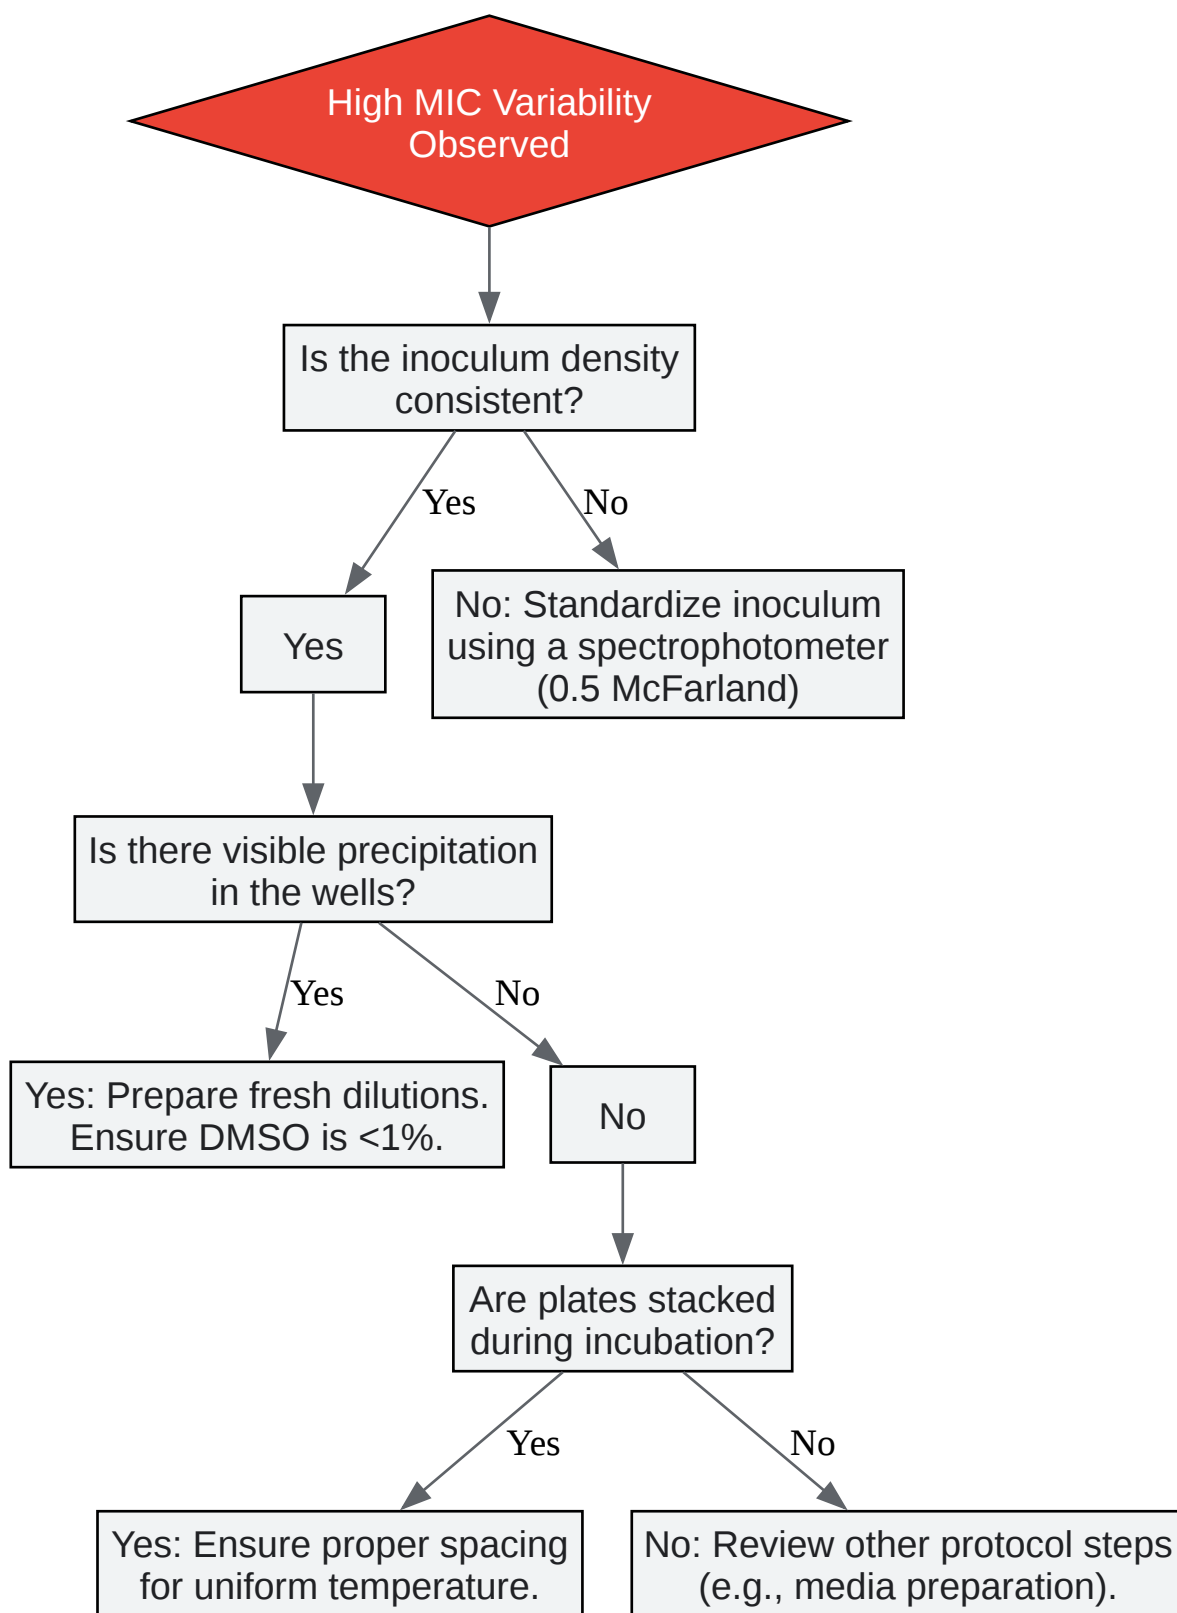 High MIC Variability
Observed
Is the inoculum density
consistent?
Yes
No
Yes
No: Standardize inoculum
using a spectrophotometer
(0.5 McFarland)
Is there visible precipitation
in the wells?
Yes
No
Yes: Prepare fresh dilutions.
Ensure DMSO is <1%.
No
Are plates stacked
during incubation?
Yes
No
Yes: Ensure proper spacing
for uniform temperature.
No: Review other protocol steps
(e.g., media preparation).